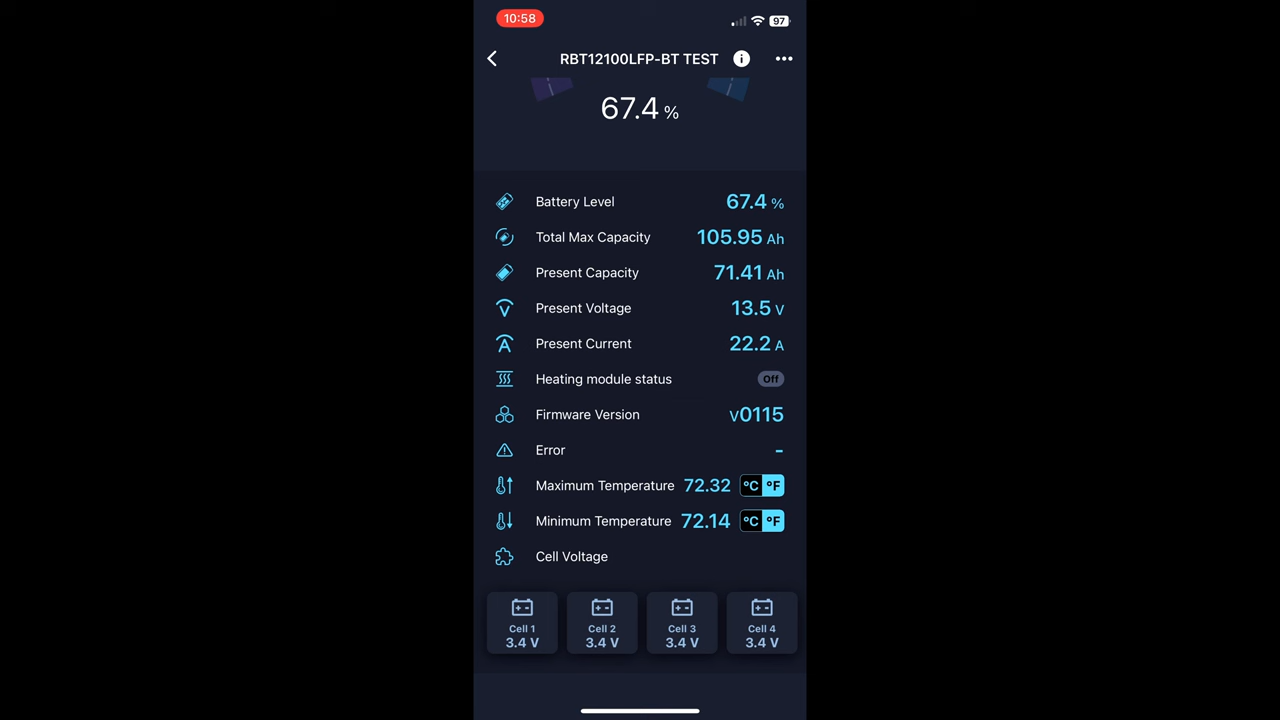 10:58
97
RBT12100LFP-BT TEST
67.4 %
Battery Level 67.4 %
Total Max Capacity 105.95 Ah
Present Capacity 71.41 Ah
Present Voltage 13.5 V
Present Current 22.2 A
Heating module status Off
Firmware Version V0115
Error -
Maximum Temperature 72.32 °C °F
Minimum Temperature 72.14 °C °F
Cell Voltage
Cell 1 Cell 2 Cell 3 Cell 4
3.4 V 3.4 V 3.4 V 3.4 V